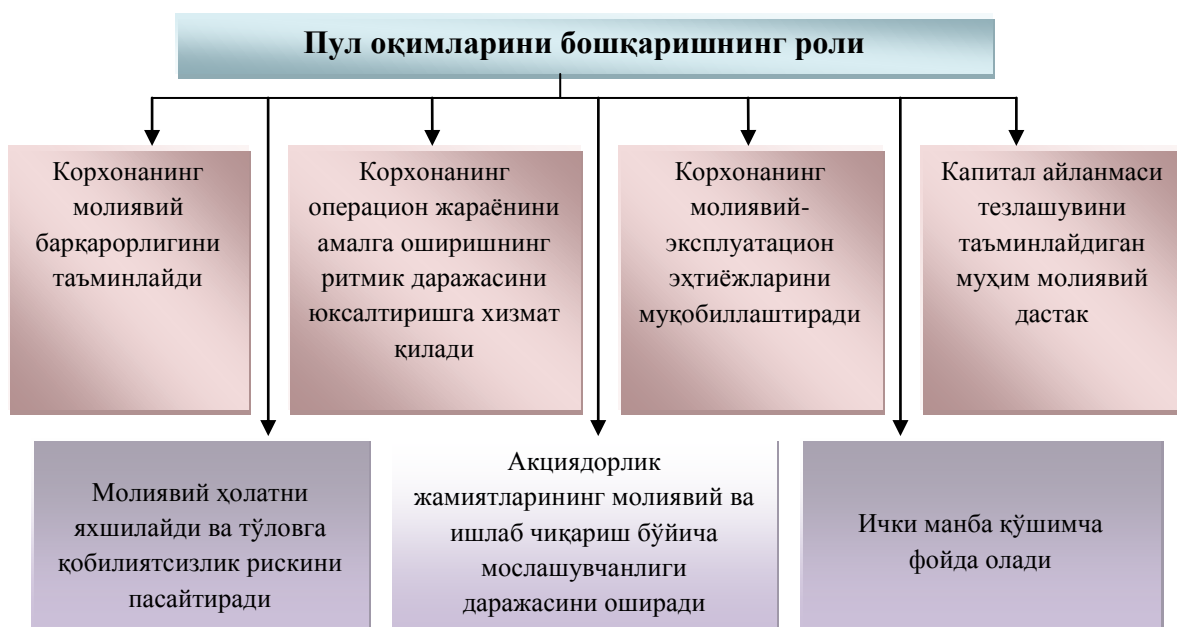 Пул оқимларини бошқаришнинг роли
Корхонанинг
молиявий
барқарорлигини
таъминлайди
Корхонанинг
операцион жараёнини
амалга оширишнинг
ритмик даражасини
юксалтиришга хизмат
қилади
Корхонанинг
молиявий-
эксплуатацион
эҳтиёжларини
муқобиллаштиради
Капитал айланмаси
тезлашувини
таъминлайдиган
муҳим молиявий
дастак
Молиявий ҳолатни
яхшилайди ва тўловга
қобилиятсизлик рискини
пасайтиради
Акциядорлик
жамиятларининг молиявий ва
ишлаб чиқариш бўйича
мослашувчанлиги
даражасини оширади
Ички манба қўшимча
фойда олади